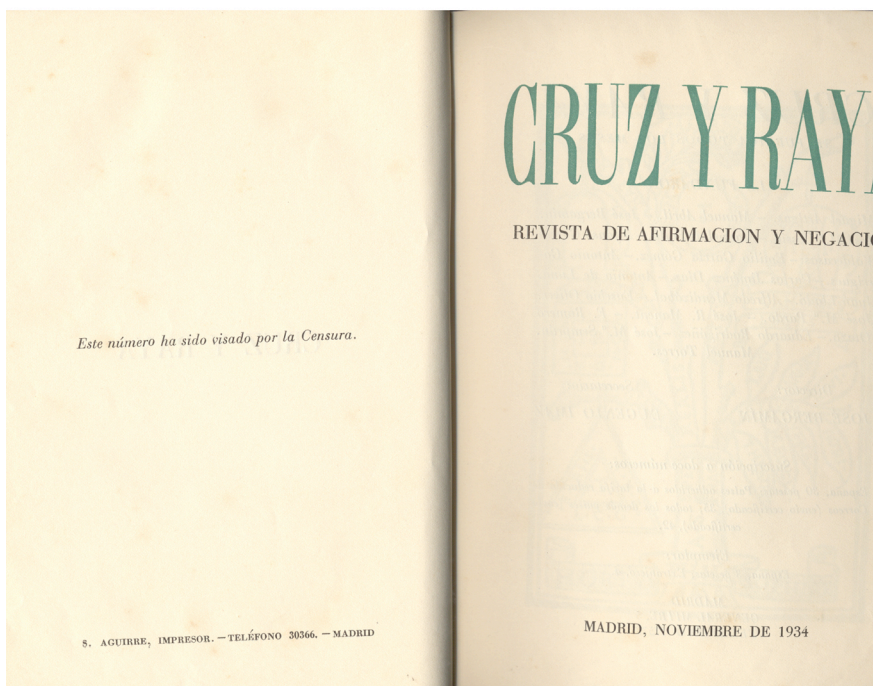 Este número ha sido visado por la Censura.
S. AGUIRRE, IMPRESOR. — TELÉFONO 30366. — MADRID
CRUZ Y RAY
REVISTA DE AFIRMACION Y NEGACIO
MADRID, NOVIEMBRE DE 1934